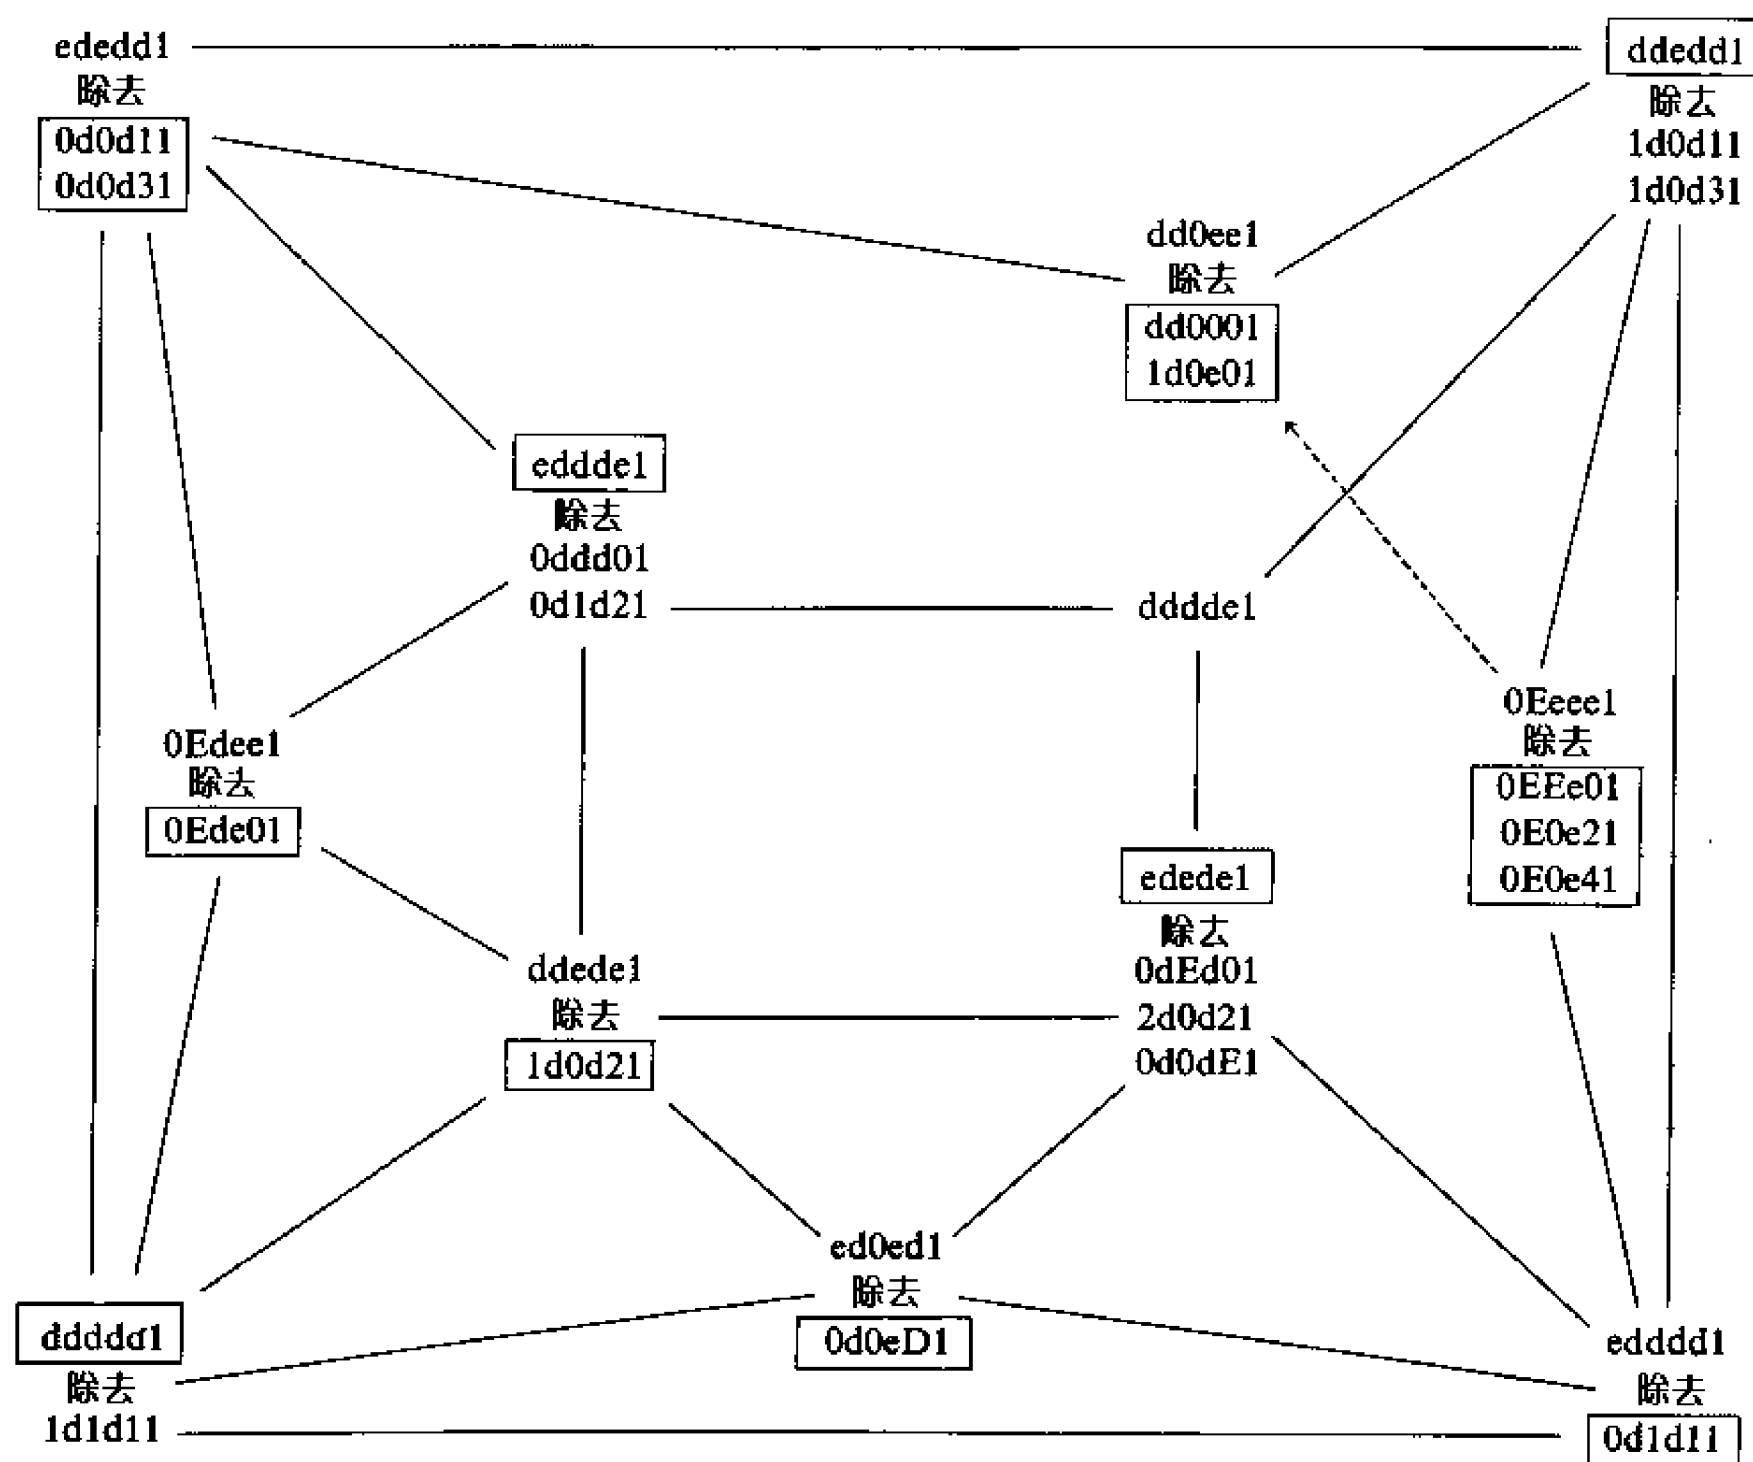 ededd1
除去
0d0d11
0d0d31
ddedd1
除去
1d0d11
1d0d31
dd0ee1
除去
dd0001
1d0e01
eddde1
除去
0ddd01
0d1d21
dddde1
0Edee1
除去
0Ede01
0Eeee1
除去
0EEe01
0E0e21
0E0e41
ddede1
除去
1d0d21
edede1
除去
0dEd01
2d0d21
0d0dE1
ed0ed1
除去
0d0eD1
ddddd1
除去
1d1d11
edddd1
除去
0d1d11